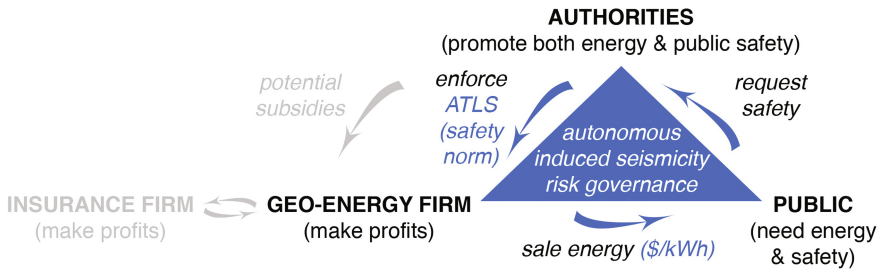 AUTHORITIES
(promote both energy & public safety)
potential
subsidies
enforce
ATLS
(safety
norm)
request
safety
autonomous
induced seismicity
risk governance
INSURANCE FIRM
(make profits)
GEO-ENERGY FIRM
(make profits)
PUBLIC
(need energy
& safety)
sale energy ($/kWh)